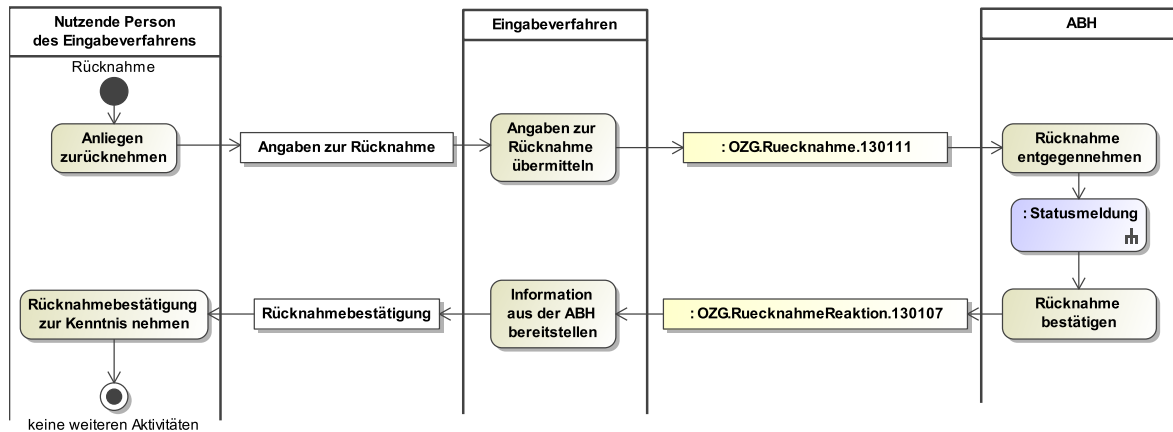 Nutzende Person
des Eingabeverfahrens
Eingabeverfahren
ABH
Rücknahme
Anliegen
zurücknehmen
Angaben zur Rücknahme
Angaben zur
Rücknahme
übermitteln
: OZG.Ruecknahme.130111
Rücknahme
entgegennehmen
: Statusmeldung
Rücknahmebestätigung
zur Kenntnis nehmen
Rücknahmebestätigung
Information
aus der ABH
bereitstellen
: OZG.RuecknahmeReaktion.130107
Rücknahme
bestätigen
keine weiteren Aktivitäten